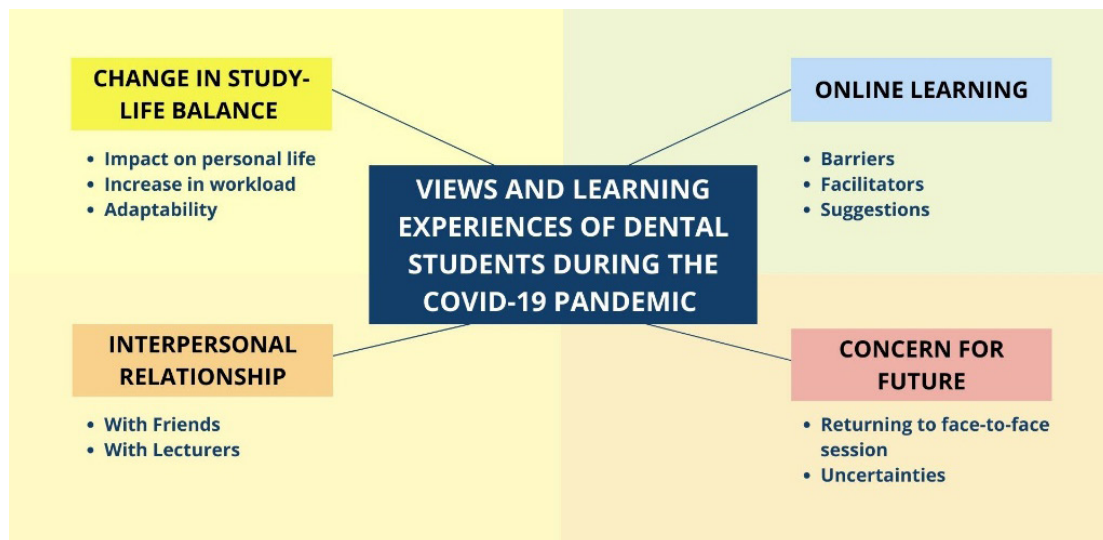 CHANGE IN STUDY-
LIFE BALANCE
• Impact on personal life
• Increase in workload
• Adaptability
ONLINE LEARNING
• Barriers
• Facilitators
• Suggestions
VIEWS AND LEARNING
EXPERIENCES OF DENTAL
STUDENTS DURING THE
COVID-19 PANDEMIC
INTERPERSONAL
RELATIONSHIP
• With Friends
• With Lecturers
CONCERN FOR
FUTURE
• Returning to face-to-face
session
• Uncertainties